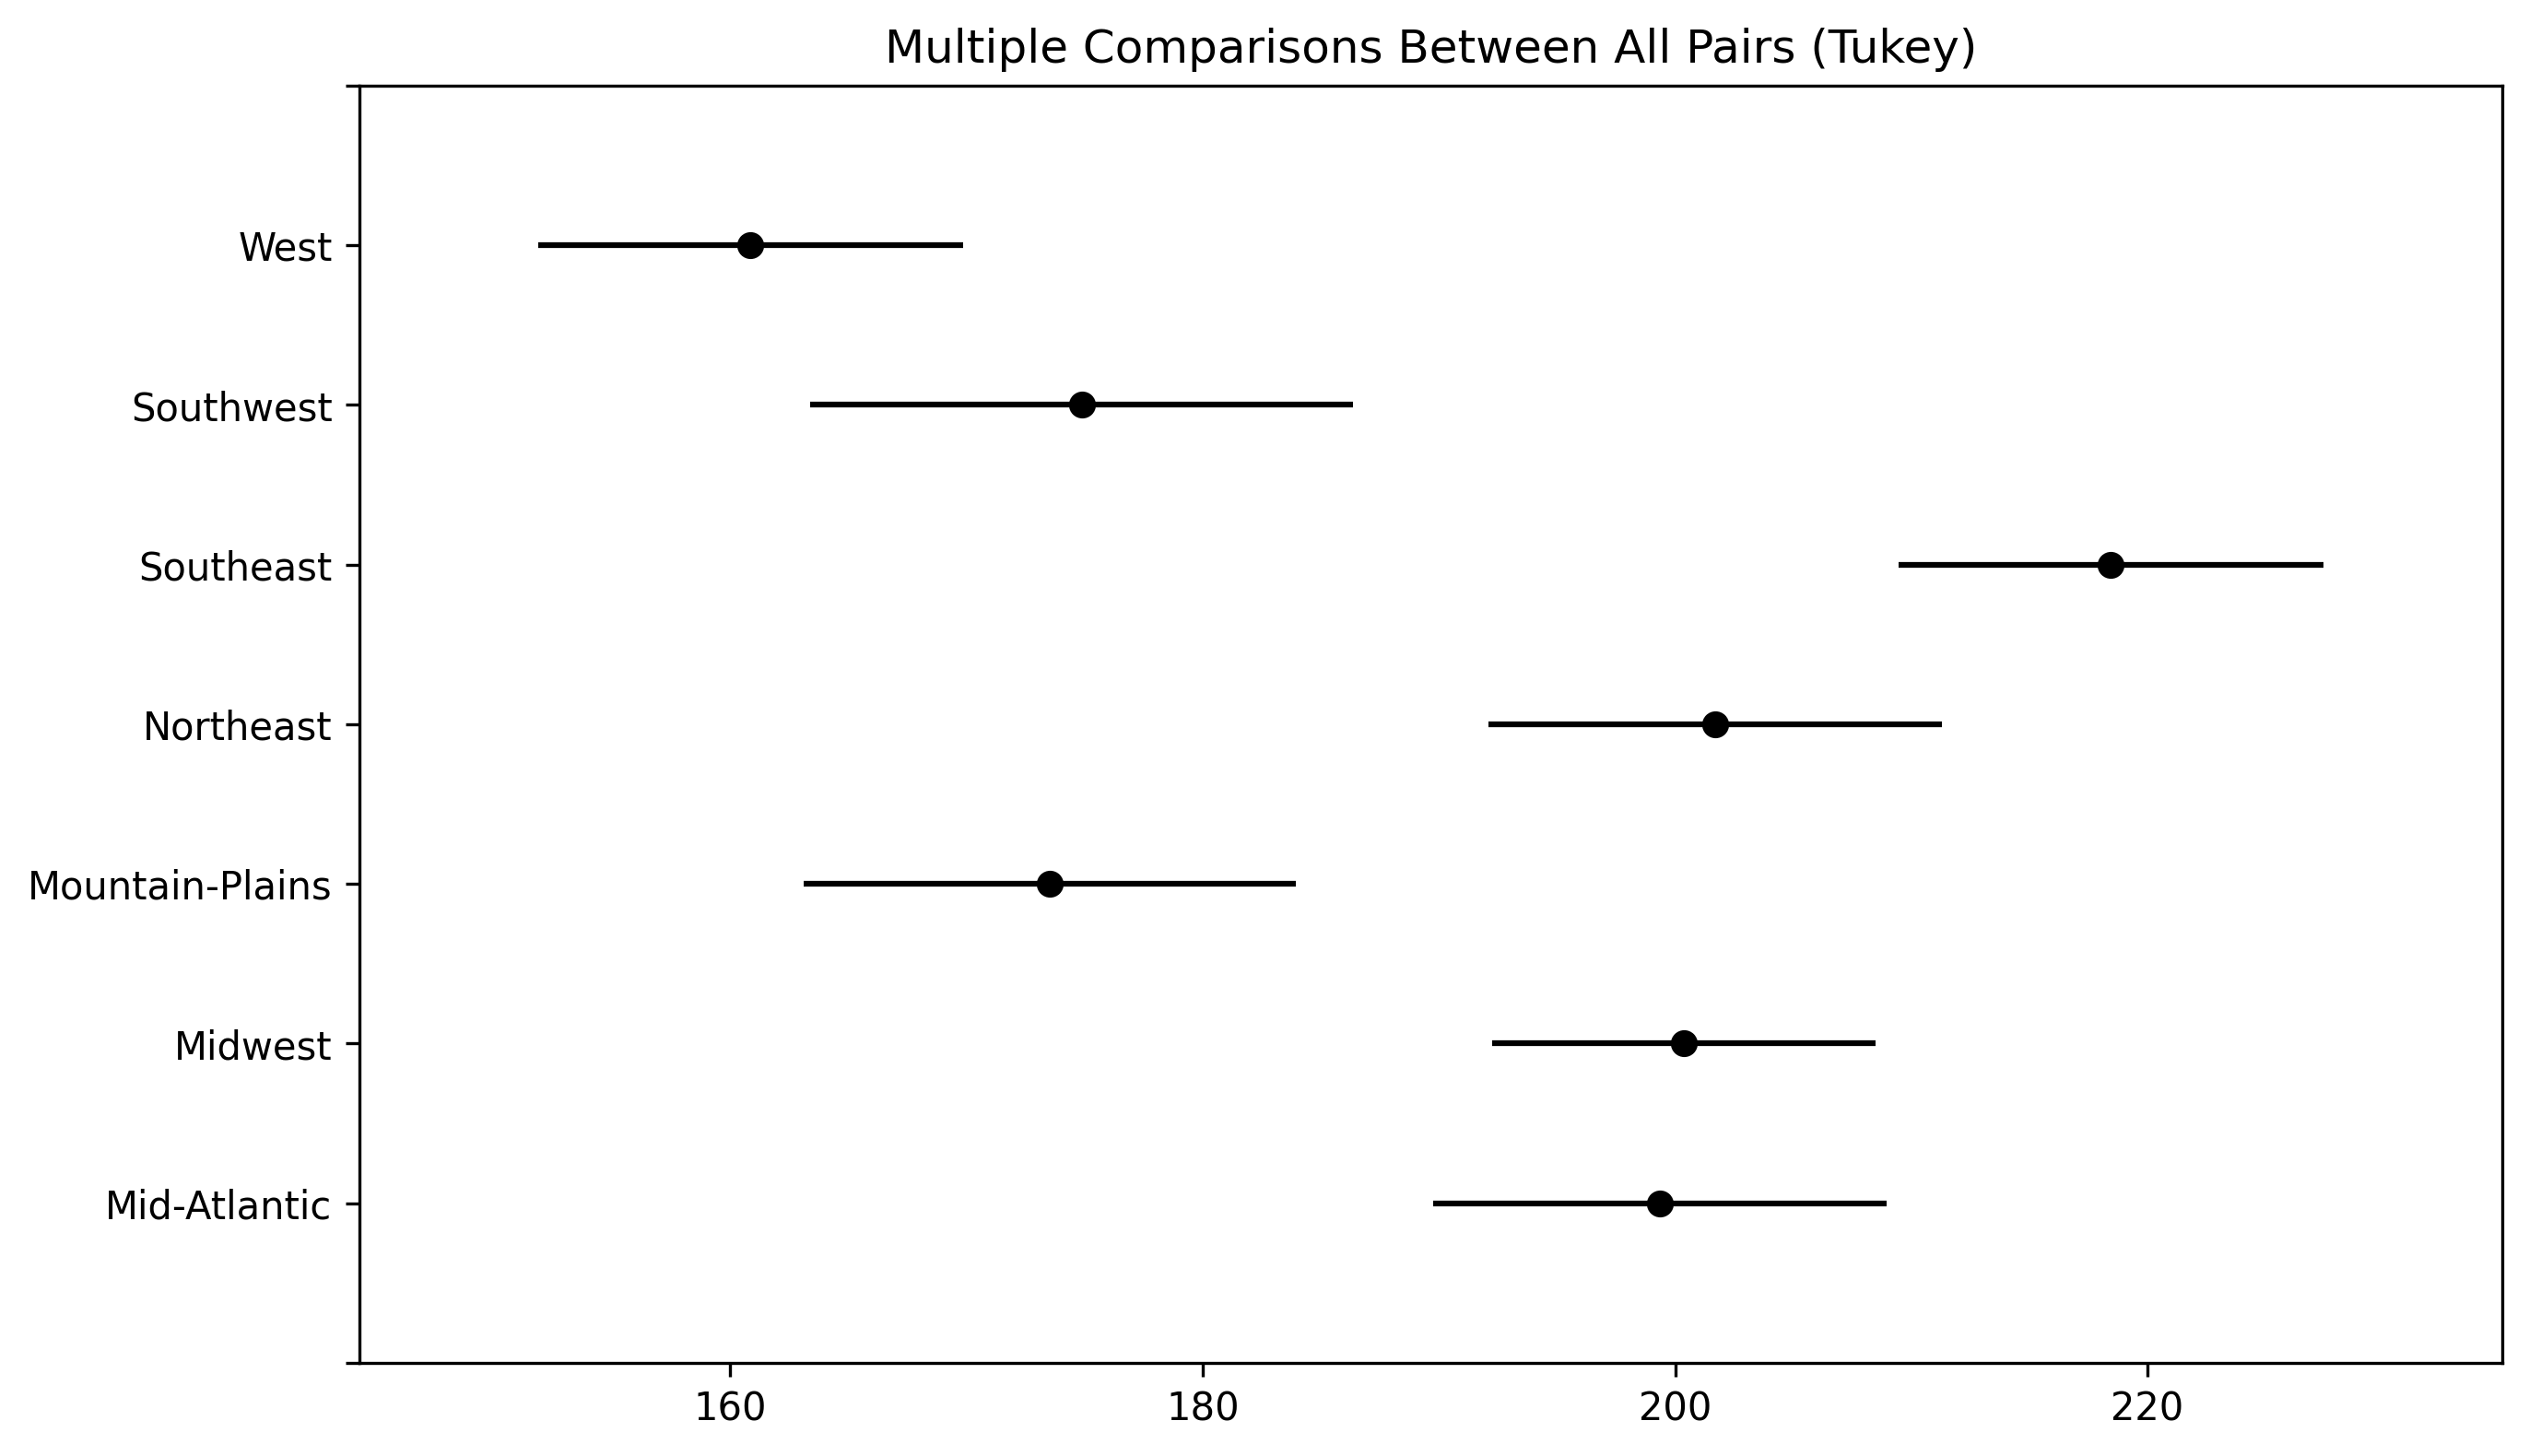 Multiple Comparisons Between All Pairs (Tukey)
West
Southwest
Southeast
Northeast
Mountain-Plains
Midwest
Mid-Atlantic
160 180 200 220